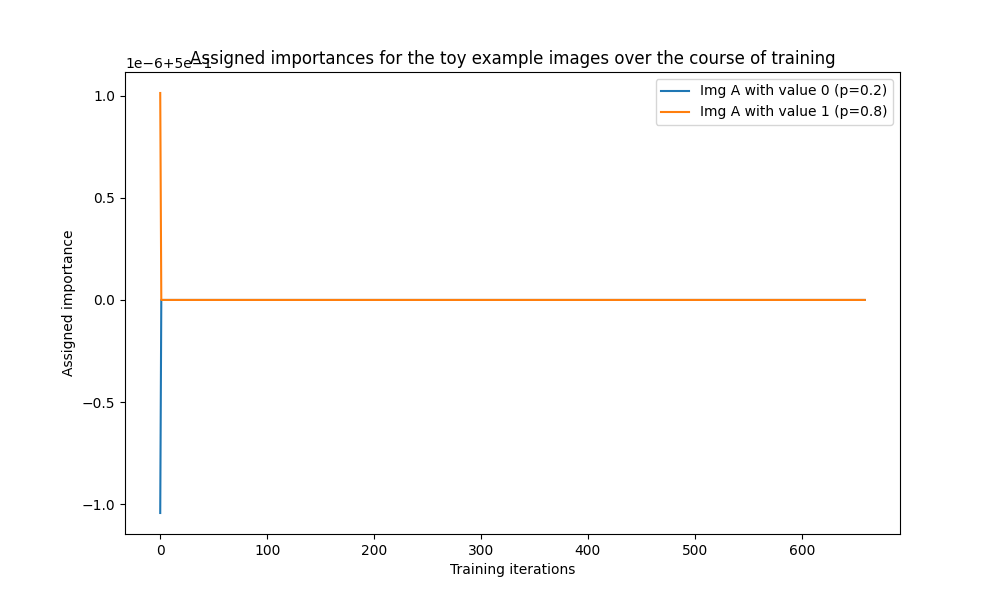 Assigned importances for the toy example images over the course of training
1e−6+5e−1
Img A with value 0 (p=0.2)
Img A with value 1 (p=0.8)
1.0
0.5
0.0
−0.5
−1.0
Assigned importance
0 100 200 300 400 500 600
Training iterations